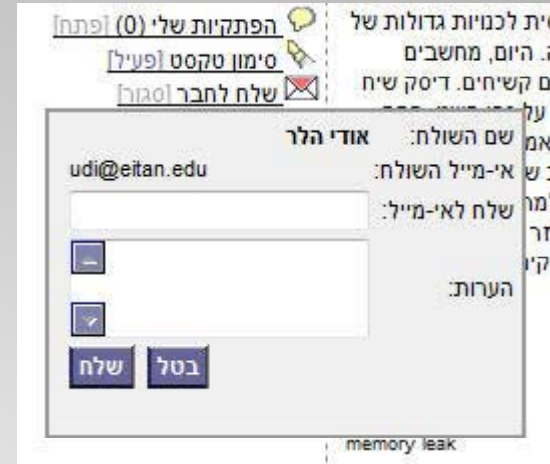 הפתקיות שלי (0) [פתח]
סימון טקסט [פעיל]
שלח לחבר [סגור]
לכנויות גדולות של
היום, מחשבים
קשיחים. דיסק שיח
שם השולח: אודי הלר
אי-מייל השולח: udi@eitan.edu
שלח לאי-מייל:
הערות:
שלח בטל
memory leak